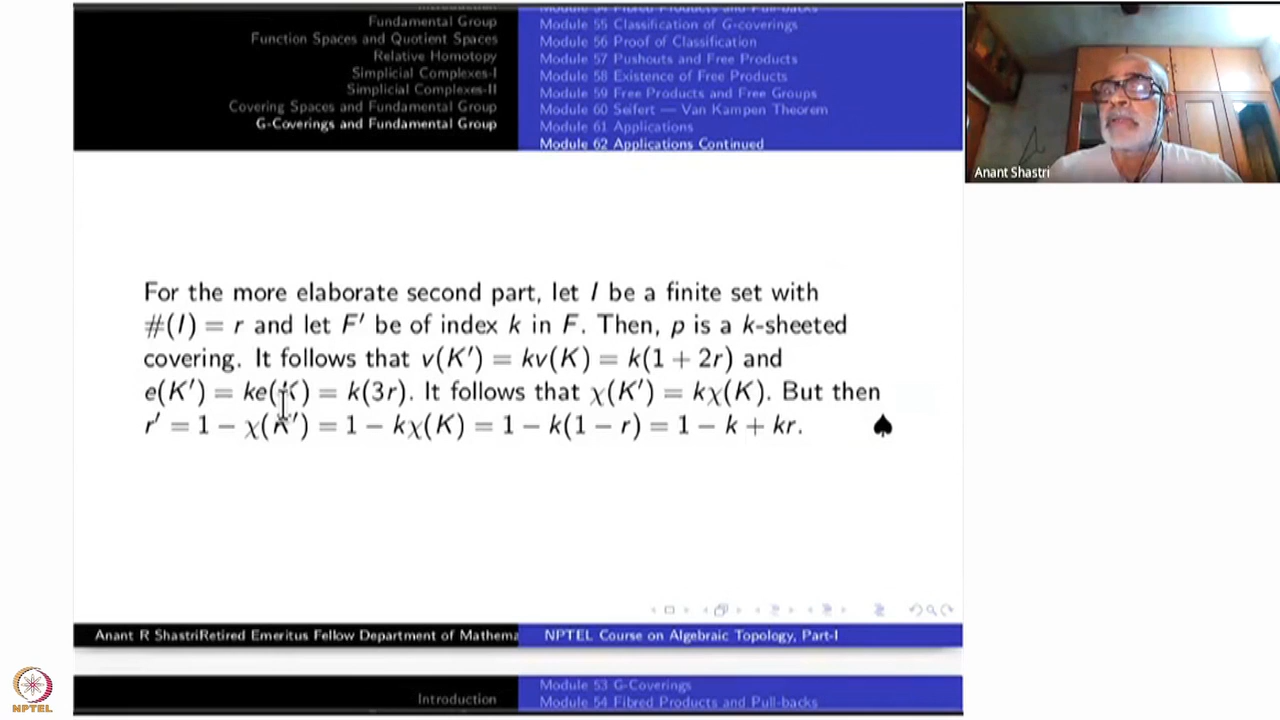 Fundamental Group
Function Spaces and Quotient Spaces
Relative Homotopy
Simplicial Complexes-I
Simplicial Complexes-II
Covering Spaces and Fundamental Group
G-Coverings and Fundamental Group
Module 54 Fibred Products and Pull-backs
Module 55 Classification of G-coverings
Module 56 Proof of Classification
Module 57 Pushouts and Free Products
Module 58 Existence of Free Products
Module 59 Free Products and Free Groups
Module 60 Seifert — Van Kampen Theorem
Module 61 Applications
Module 62 Applications Continued
Anant Shastri
For the more elaborate second part, let I be a finite set with
#(I) = r and let F′ be of index k in F. Then, p is a k-sheeted
covering. It follows that v(K′) = kv(K) = k(1 + 2r) and
e(K′) = ke(K) = k(3r). It follows that χ(K′) = kχ(K). But then
r′ = 1 − χ(K′) = 1 − kχ(K) = 1 − k(1 − r) = 1 − k + kr. ♠
Anant R ShastriRetired Emeritus Fellow Department of Mathema
NPTEL Course on Algebraic Topology, Part-I
Introduction
Module 53 G-Coverings
Module 54 Fibred Products and Pull-backs
NPTEL